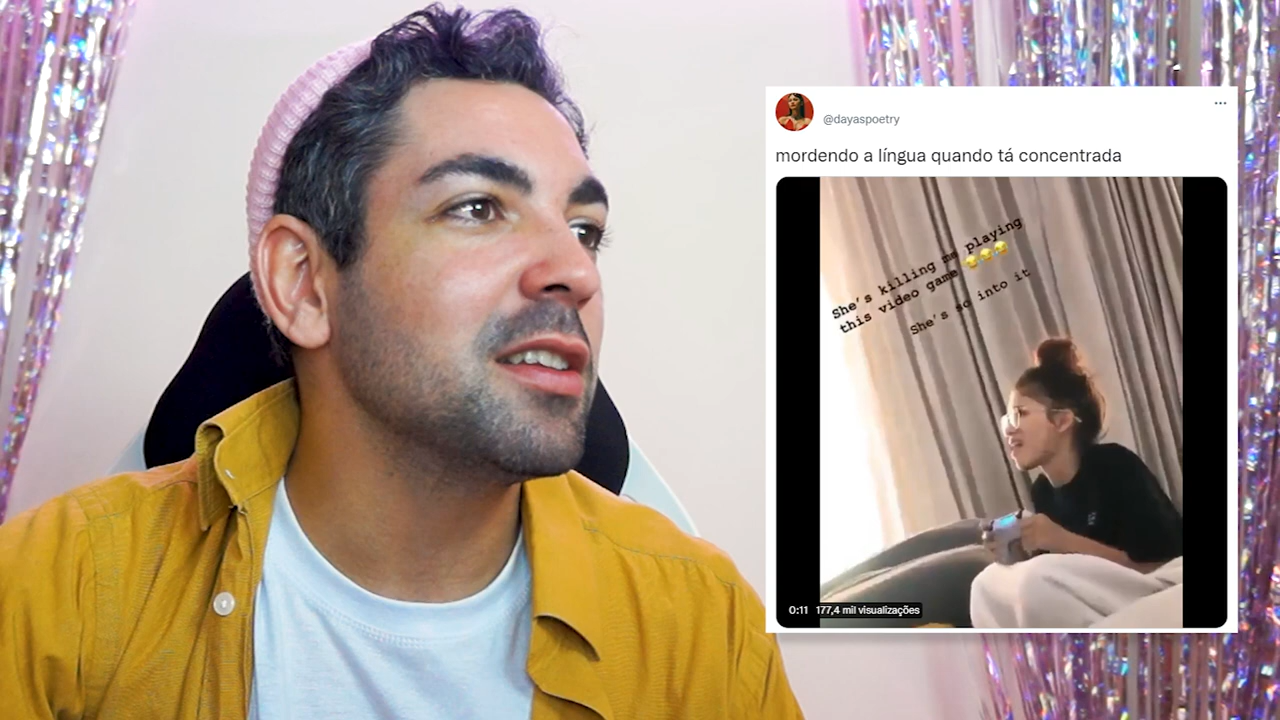 @dayaspoetry
mordendo a língua quando tá concentrada
She's killing me playing
this video game 😂😂😂
She's so into it
0:11 177,4 mil visualizações